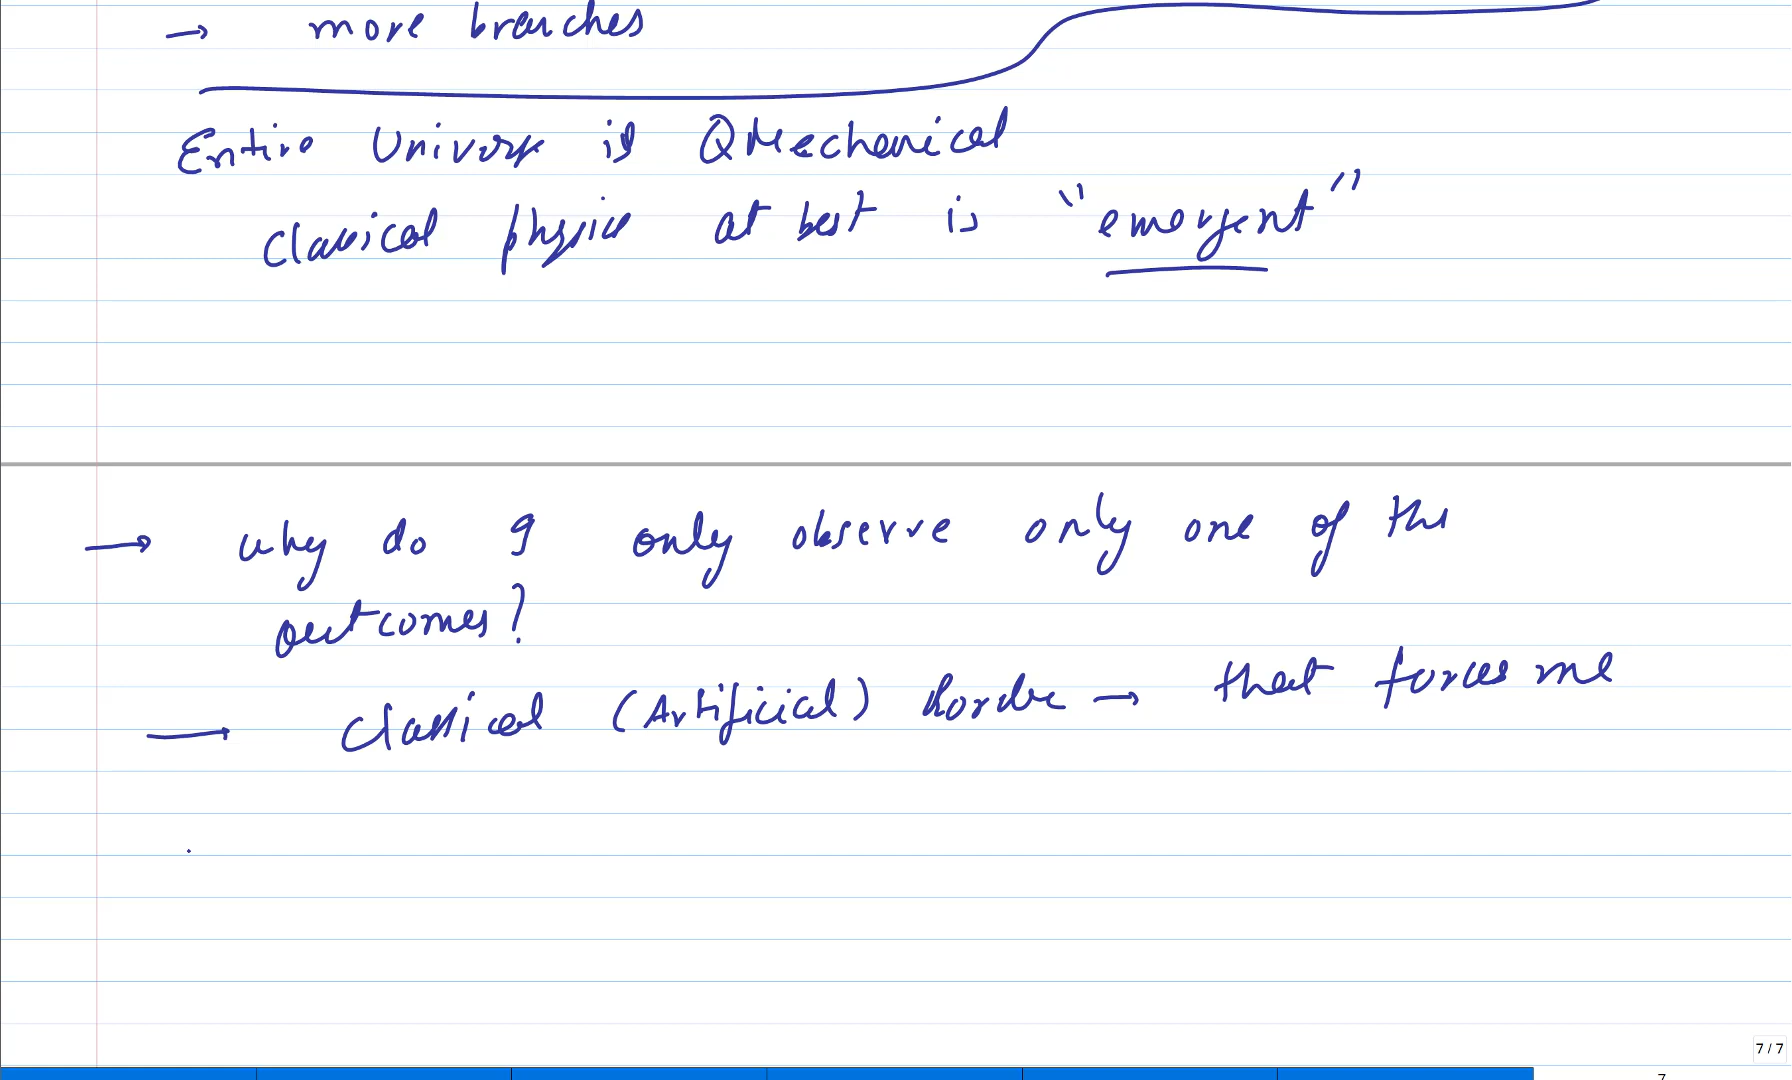 → more branches
Entire Universe is QMechanical
classical physics at best is "emergent"
→ why do I only observe only one of the
outcomes?
→ classical (Artificial) border → that forces me
7 / 7
7